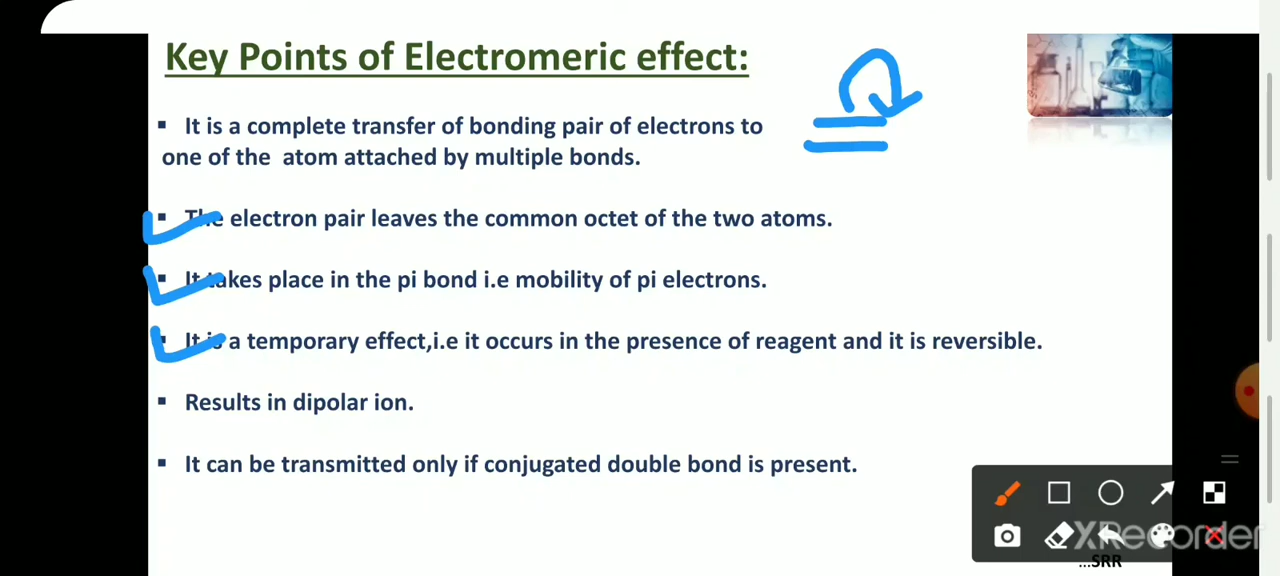 Key Points of Electromeric effect:
▪ It is a complete transfer of bonding pair of electrons to
one of the atom attached by multiple bonds.
▪ The electron pair leaves the common octet of the two atoms.
▪ It takes place in the pi bond i.e mobility of pi electrons.
▪ It is a temporary effect,i.e it occurs in the presence of reagent and it is reversible.
▪ Results in dipolar ion.
▪ It can be transmitted only if conjugated double bond is present.
XRecorder
...SRR